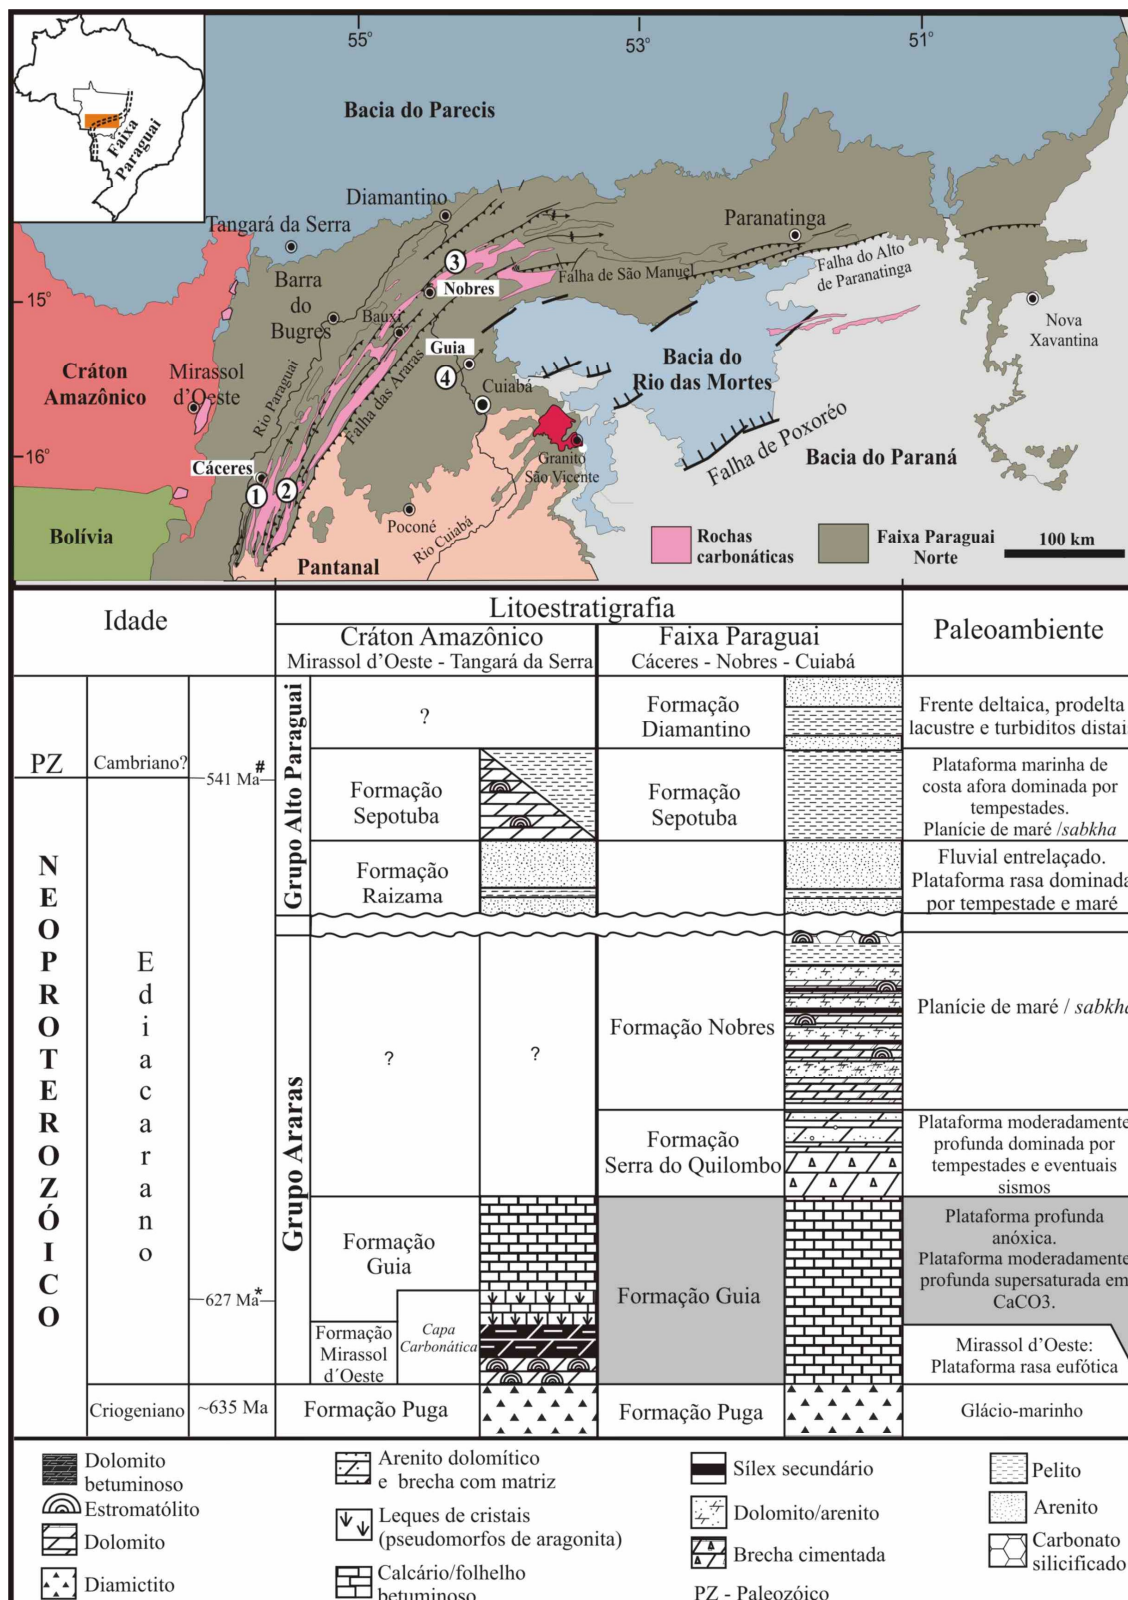 55°
53°
51°
Faixa
Paraguai
Bacia do Parecis
Diamantino
Tangará da Serra
Paranatinga
3
Falha de São Manuel
Falha do Alto
de Paranatinga
Barra
do
Bugres
Nobres
15°
Bauxi
Nova
Xavantina
Guia
4
Cráton
Amazônico
Mirassol
d'Oeste
Rio Paraguai
Falha das Araras
Cuiabá
Bacia do
Rio das Mortes
Falha de Poxoréo
Bacia do Paraná
16°
Cáceres
Granito
São Vicente
1
2
Poconé
Rio Cuiabá
Bolívia
Pantanal
Rochas
carbonáticas
Faixa Paraguai
Norte
100 km
Idade
Litoestratigrafia
Paleoambiente
Cráton Amazônico
Mirassol d'Oeste - Tangará da Serra
Faixa Paraguai
Cáceres - Nobres - Cuiabá
PZ
Cambriano?
541 Ma#
Grupo Alto Paraguai
?
Formação
Diamantino
Frente deltaica, prodelta
lacustre e turbiditos distais
Formação
Sepotuba
Formação
Sepotuba
Plataforma marinha de
costa afora dominada por
tempestades.
Planície de maré /sabkha
Formação
Raizama
Fluvial entrelaçado.
Plataforma rasa dominada
por tempestade e maré
NEOPROTEROZÓICO
Ediacarano
Grupo Araras
?
?
Formação Nobres
Planície de maré / sabkha
Formação
Serra do Quilombo
Plataforma moderadamente
profunda dominada por
tempestades e eventuais
sismos
627 Ma*
Formação
Guia
Formação Guia
Plataforma profunda
anóxica.
Plataforma moderadamente
profunda supersaturada em
CaCO3.
Formação
Mirassol
d´Oeste
Capa
Carbonática
Mirassol d'Oeste:
Plataforma rasa eufótica
Criogeniano
~635 Ma
Formação Puga
Formação Puga
Glácio-marinho
Dolomito
betuminoso
Estromatólito
Dolomito
Diamictito
Arenito dolomítico
e brecha com matriz
Leques de cristais
(pseudomorfos de aragonita)
Calcário/folhelho
betuminoso
Sílex secundário
Dolomito/arenito
Brecha cimentada
PZ - Paleozóico
Pelito
Arenito
Carbonato
silicificado